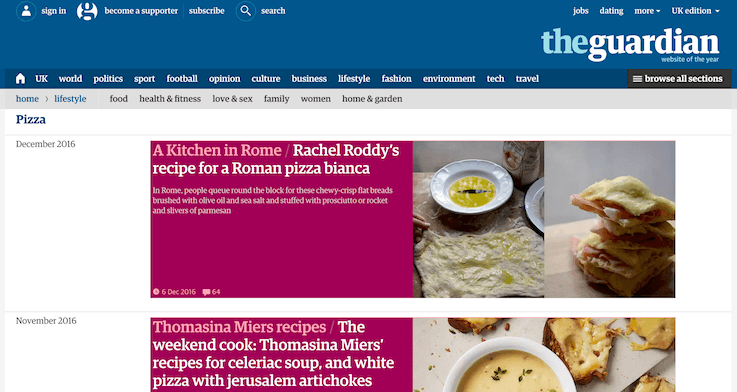 sign in become a supporter subscribe search jobs dating more UK edition
theguardian
website of the year
UK world politics sport football opinion culture business lifestyle fashion environment tech travel browse all sections
home › lifestyle food health & fitness love & sex family women home & garden
Pizza
December 2016
A Kitchen in Rome / Rachel Roddy's
recipe for a Roman pizza bianca
In Rome, people queue round the block for these chewy-crisp flat breads
brushed with olive oil and sea salt and stuffed with prosciutto or rocket
and slivers of parmesan
6 Dec 2016 64
November 2016
Thomasina Miers recipes / The
weekend cook: Thomasina Miers'
recipes for celeriac soup, and white
pizza with jerusalem artichokes